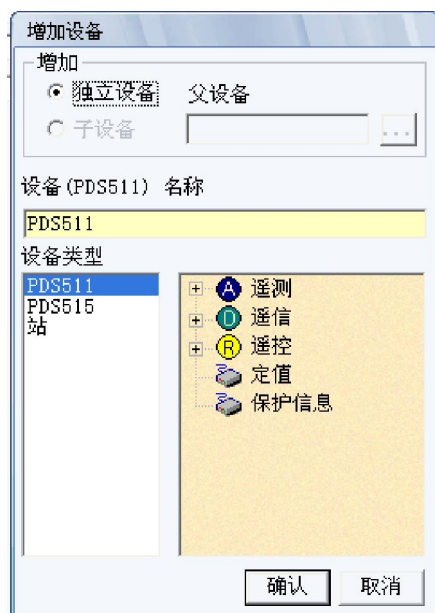 增加设备
增加
独立设备 父设备
子设备 ...
设备(PDS511) 名称
PDS511
设备类型
PDS511
PDS515
站
A 遥测
D 遥信
R 遥控
定值
保护信息
确认 取消